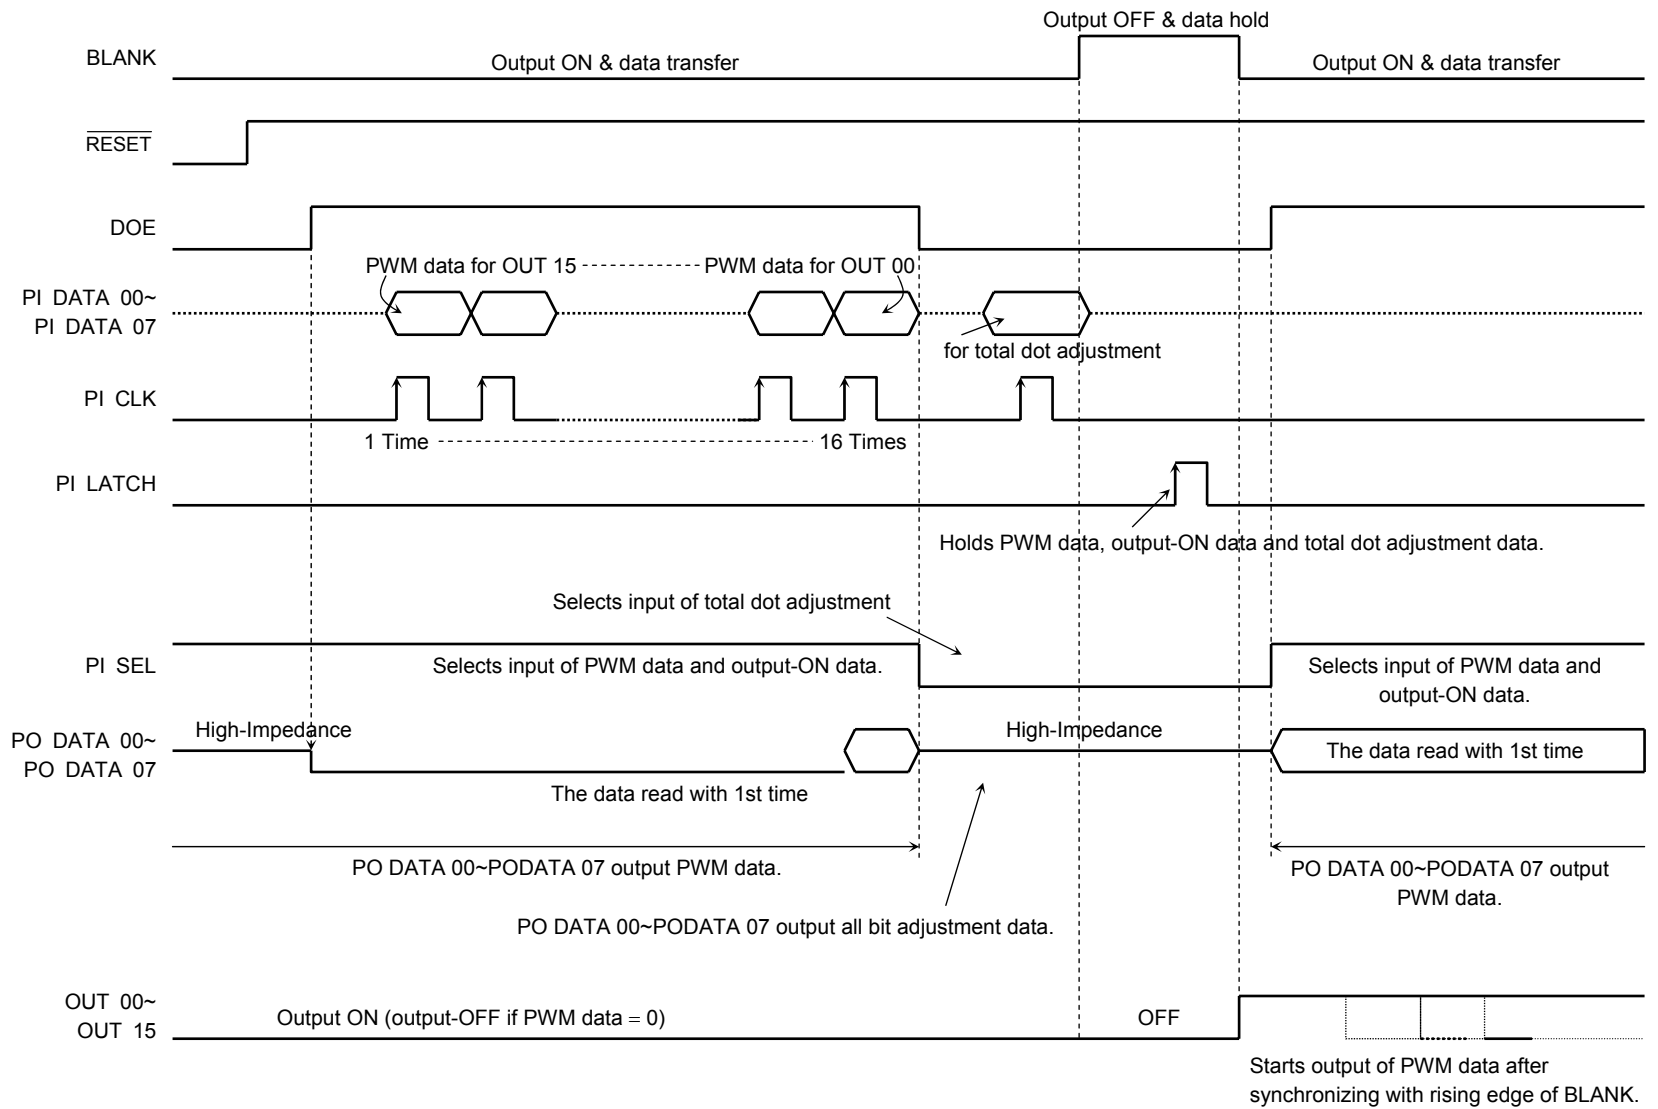 Output OFF & data hold
BLANK
Output ON & data transfer
Output ON & data transfer
RESET
DOE
PWM data for OUT 15
PWM data for OUT 00
PI DATA 00~
PI DATA 07
for total dot adjustment
PI CLK
1 Time
16 Times
PI LATCH
Holds PWM data, output-ON data and total dot adjustment data.
Selects input of total dot adjustment
PI SEL
Selects input of PWM data and output-ON data.
Selects input of PWM data and
output-ON data.
High-Impedance
High-Impedance
PO DATA 00~
PO DATA 07
The data read with 1st time
The data read with 1st time
PO DATA 00~PODATA 07 output PWM data.
PO DATA 00~PODATA 07 output
PWM data.
PO DATA 00~PODATA 07 output all bit adjustment data.
OUT 00~
OUT 15
Output ON (output-OFF if PWM data = 0)
OFF
Starts output of PWM data after
synchronizing with rising edge of BLANK.